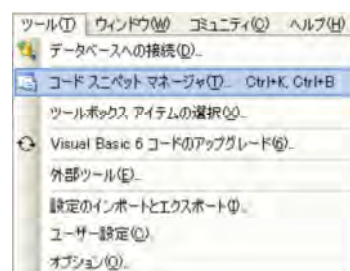 ツール(T) ウィンドウ(W) コミュニティ(C) ヘルプ(H)
データベースへの接続(D)...
コード スニペット マネージャ(T)... Ctrl+K, Ctrl+B
ツールボックス アイテムの選択(X)...
Visual Basic 6 コードのアップグレード(6)...
外部ツール(E)...
設定のインポートとエクスポート(I)...
ユーザー設定(C)...
オプション(O)...